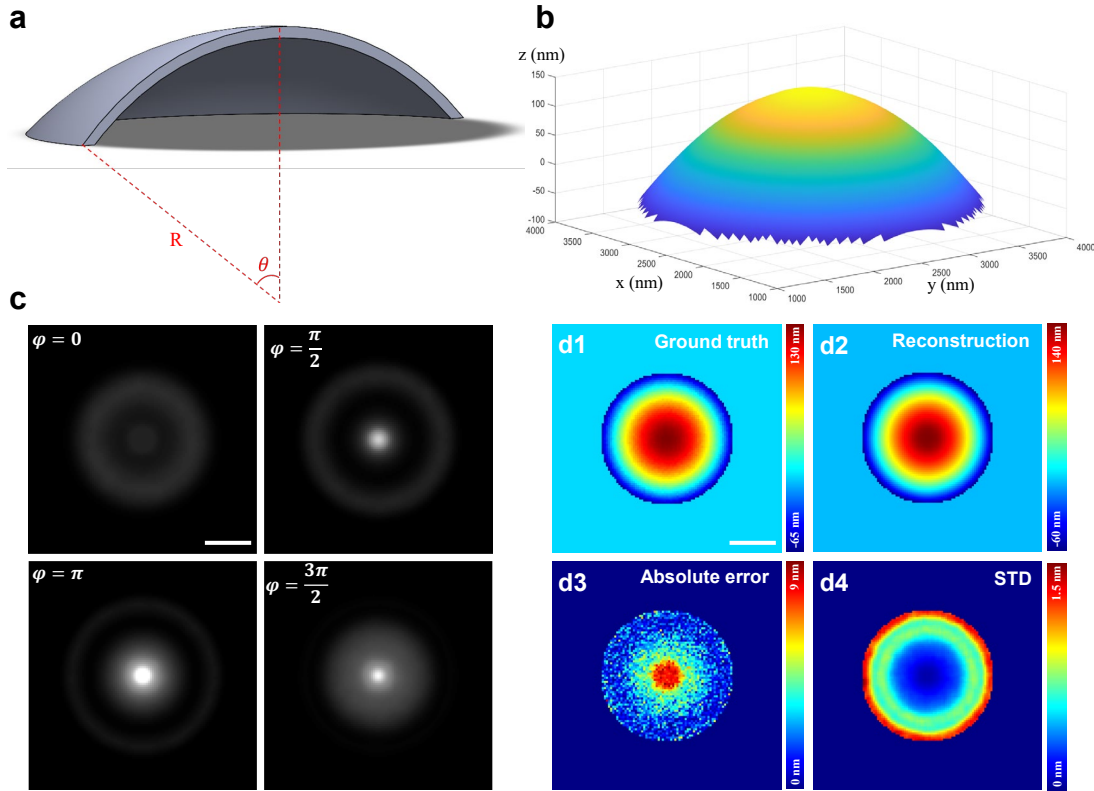 a
R
θ
b
z (nm)
150
100
50
0
-50
-100
4000
3500
3000
2500
2000
1500
1000
x (nm)
1000
1500
2000
2500
3000
3500
4000
y (nm)
c
φ = 0
φ = π/2
φ = π
φ = 3π/2
d1
Ground truth
130 nm
-65 nm
d2
Reconstruction
140 nm
-60 nm
d3
Absolute error
9 nm
0 nm
d4
STD
1.5 nm
0 nm